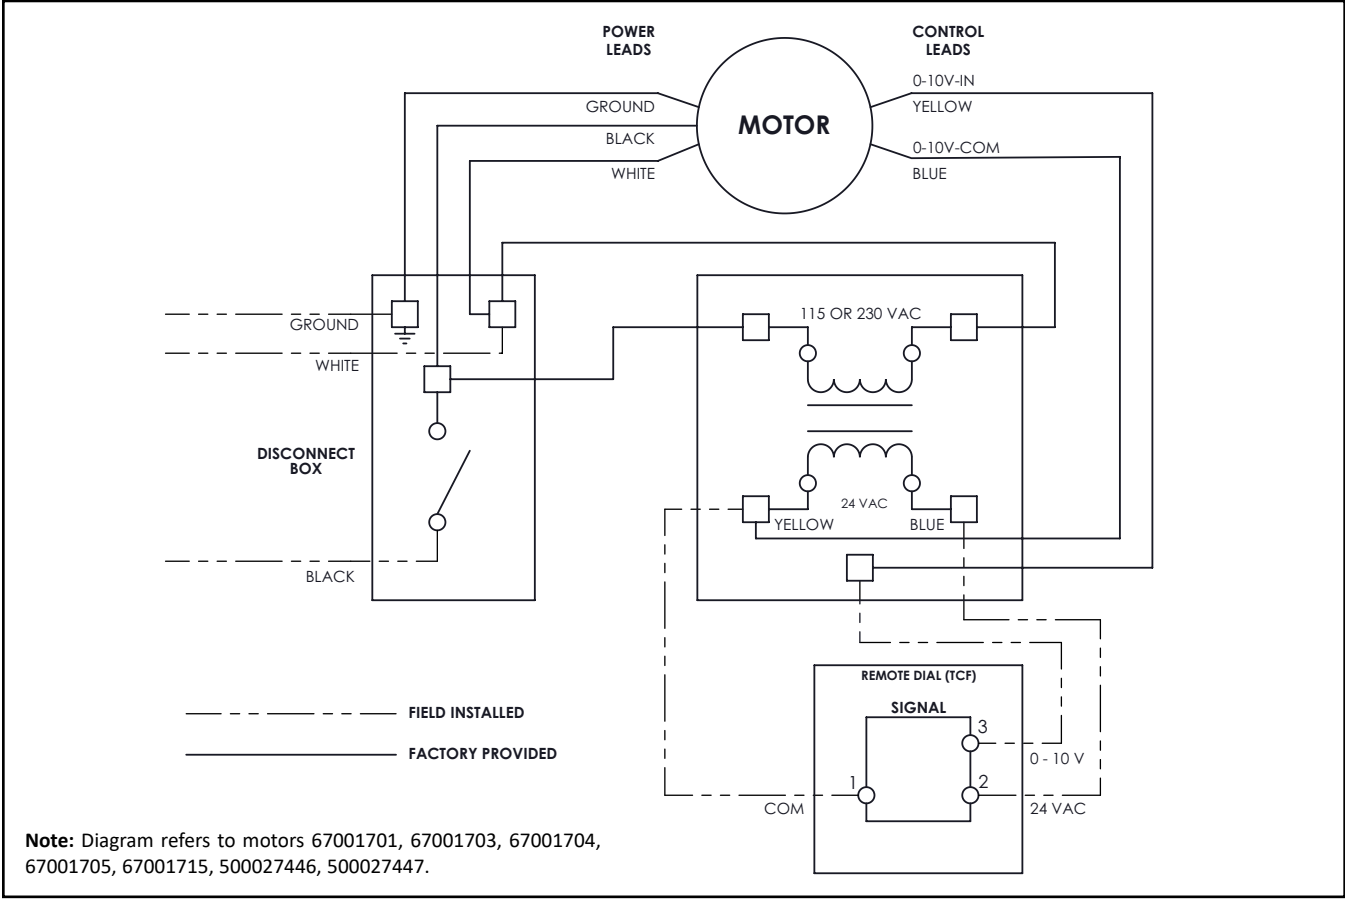 POWER
LEADS
CONTROL
LEADS
0-10V-IN
GROUND
YELLOW
MOTOR
BLACK
0-10V-COM
WHITE
BLUE
115 OR 230 VAC
GROUND
WHITE
DISCONNECT
BOX
24 VAC
YELLOW
BLUE
BLACK
REMOTE DIAL (TCF)
SIGNAL
FIELD INSTALLED
3
FACTORY PROVIDED
0 - 10 V
1
2
COM
24 VAC
Note: Diagram refers to motors 67001701, 67001703, 67001704,
67001705, 67001715, 500027446, 500027447.